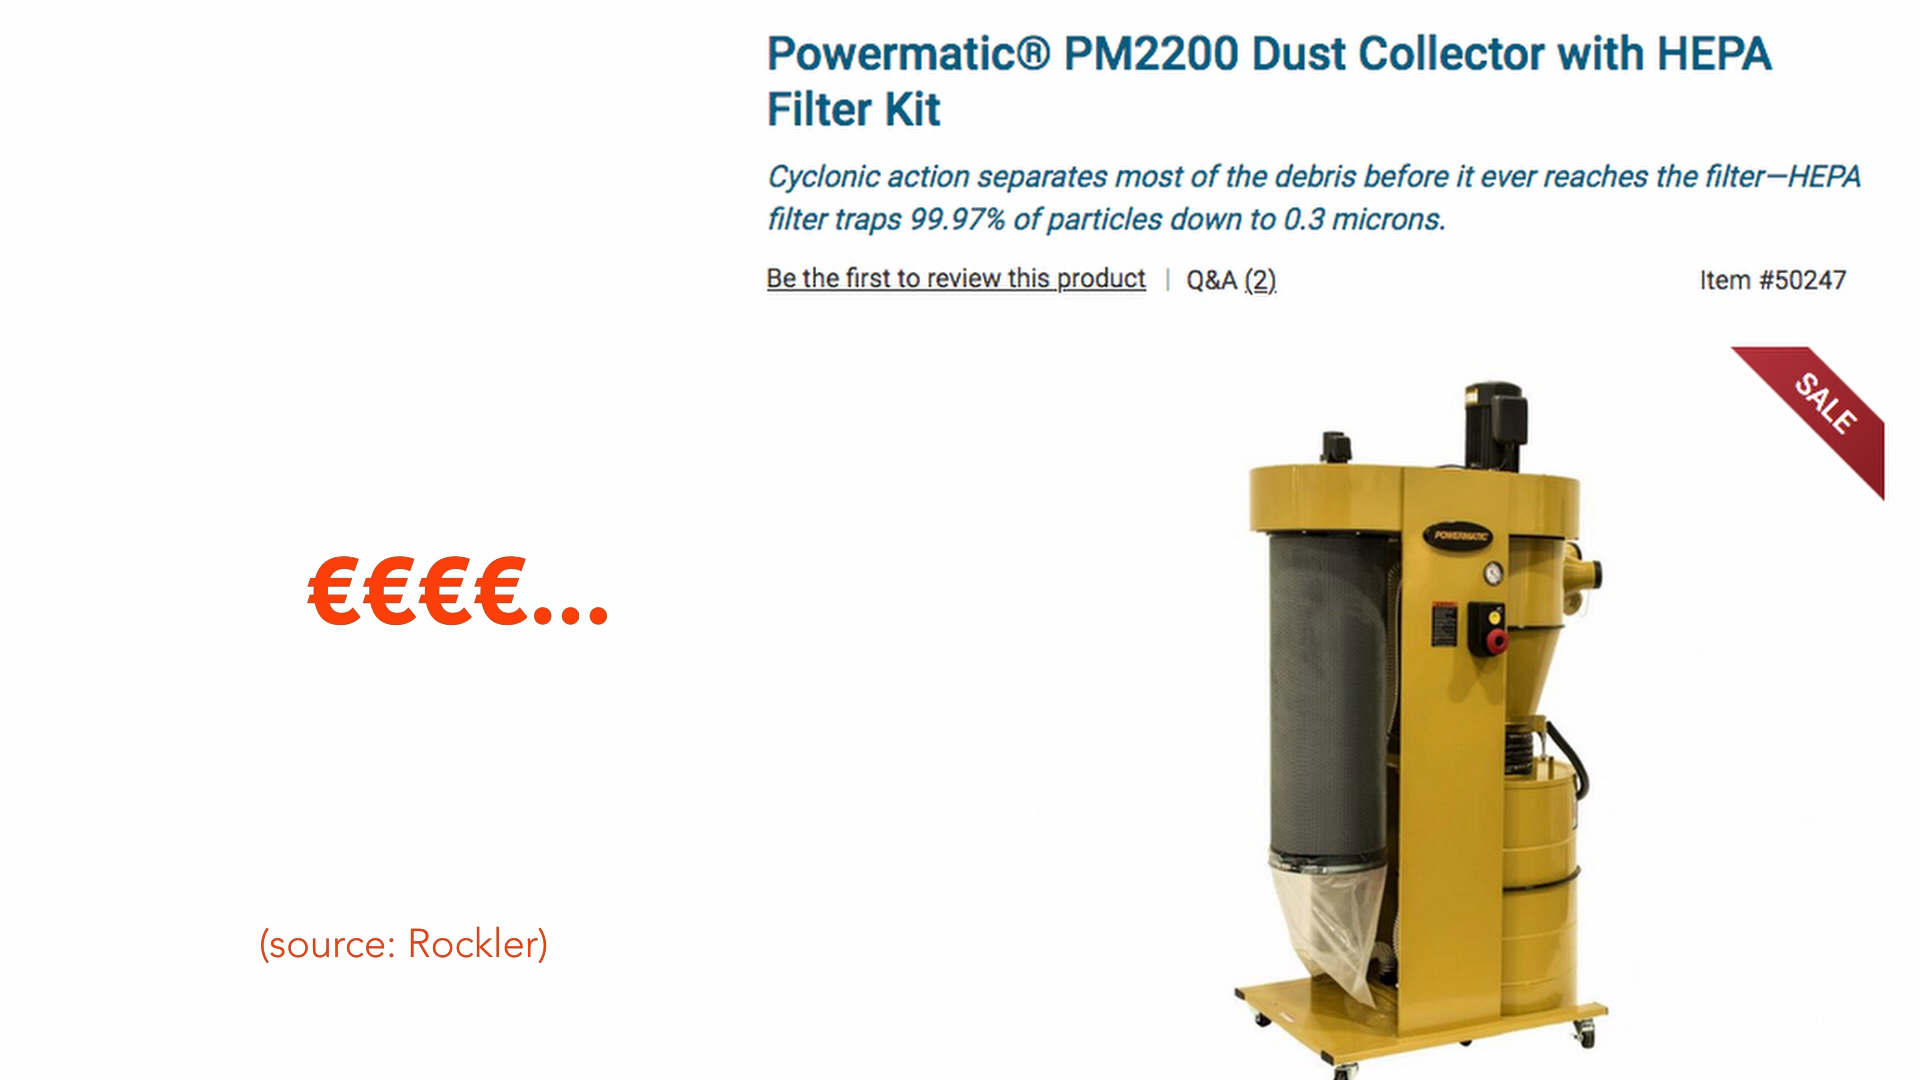 Powermatic® PM2200 Dust Collector with HEPA
Filter Kit
Cyclonic action separates most of the debris before it ever reaches the filter—HEPA
filter traps 99.97% of particles down to 0.3 microns.
Be the first to review this product | Q&A (2)
Item #50247
SALE
POWERMATIC
€€€€...
(source: Rockler)